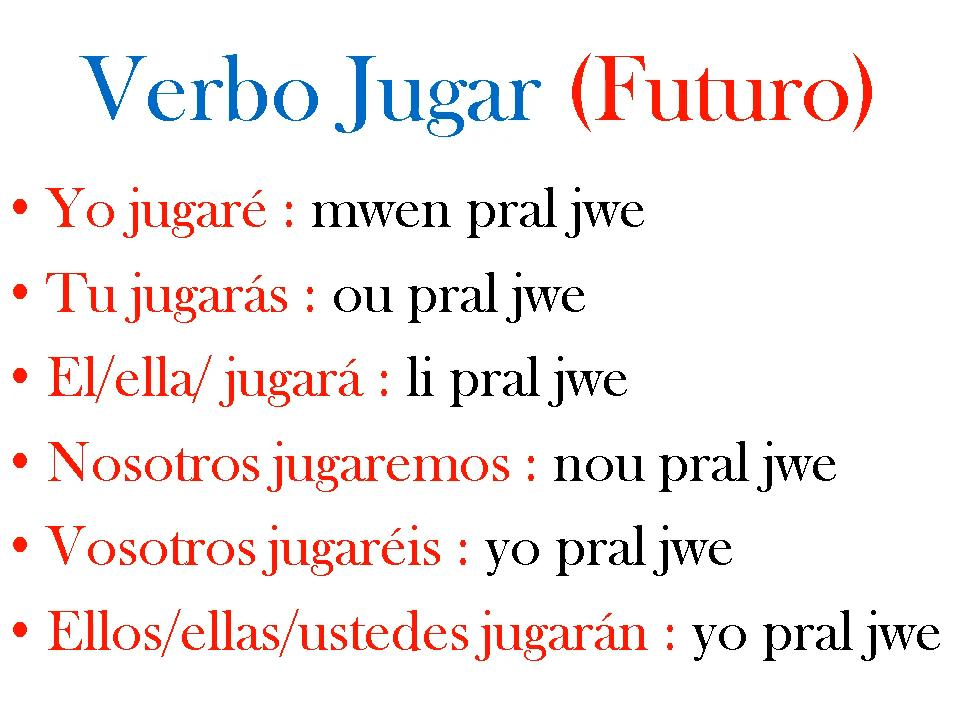 Verbo Jugar (Futuro)
• Yo jugaré : mwen pral jwe
• Tu jugarás : ou pral jwe
• El/ella/ jugará : li pral jwe
• Nosotros jugaremos : nou pral jwe
• Vosotros jugaréis : yo pral jwe
• Ellos/ellas/ustedes jugarán : yo pral jwe